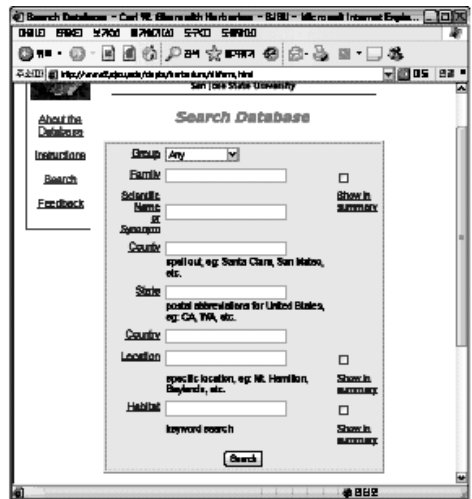 Search Database - Carl W. Sharsmith Herbarium - SJSU - Microsoft Internet Explo...
San Jose State University
Search Database
About the
Database
Instructions
Search
Feedback
Group Any
Family
Scientific
Name
or
Synonym
Show in
summary
County
spell out, eg: Santa Clara, San Mateo,
etc.
State
postal abbreviations for United States,
eg: CA, WA, etc.
Country
Location
specific location, eg: Mt. Hamilton,
Baylands, etc.
Show in
summary
Habitat
keyword search
Show in
summary
Search